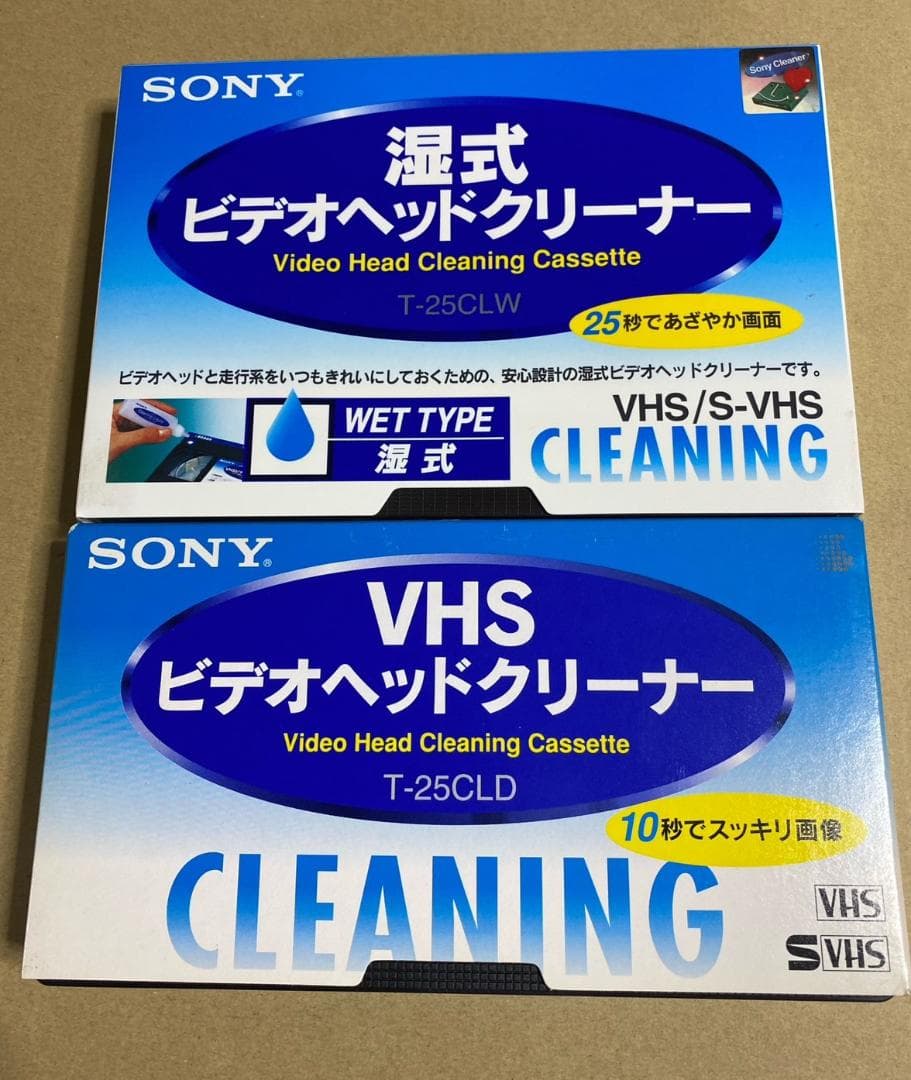 SONY®
Sony Cleaner™
湿式
ビデオヘッドクリーナー
Video Head Cleaning Cassette
T-25CLW
25秒であざやか画面
ビデオヘッドと走行系をいつもきれいにしておくための、安心設計の湿式ビデオヘッドクリーナーです。
SONY
WET TYPE
湿式
VHS/S-VHS
CLEANING
SONY®
VHS
ビデオヘッドクリーナー
Video Head Cleaning Cassette
T-25CLD
10秒でスッキリ画像
CLEANING
VHS
SVHS